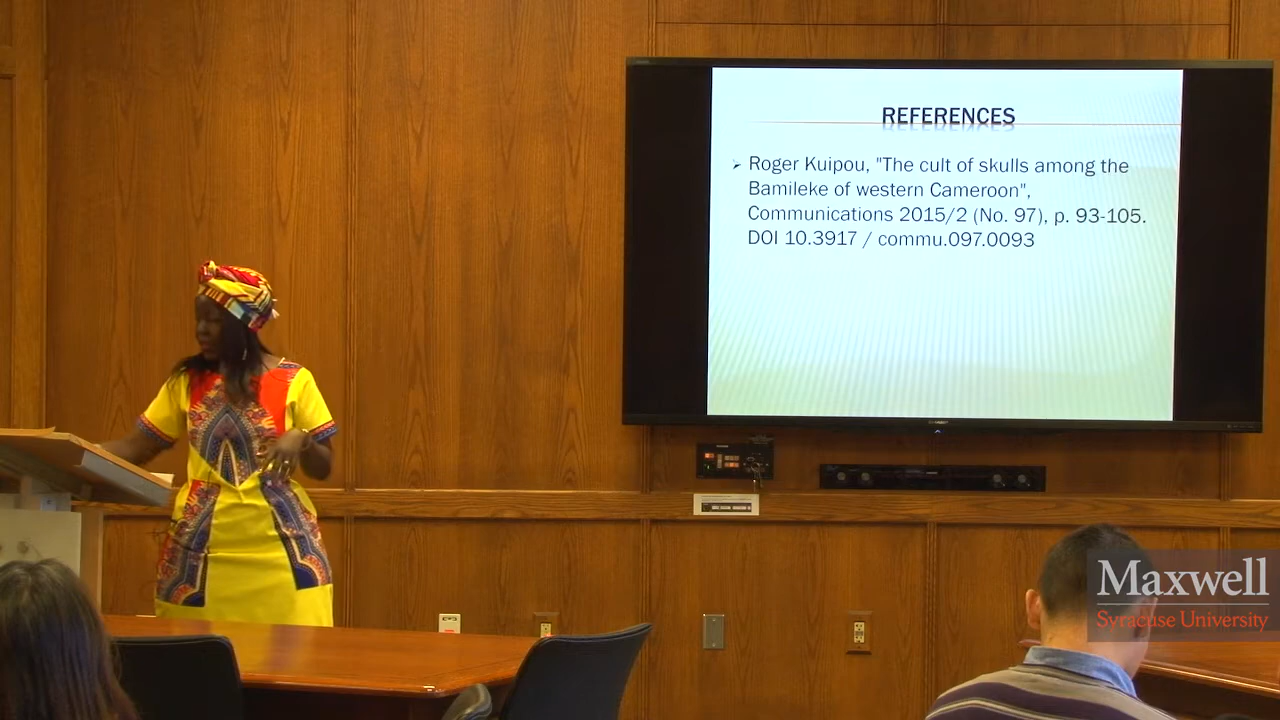 REFERENCES
➢ Roger Kuipou, "The cult of skulls among the
Bamileke of western Cameroon",
Communications 2015/2 (No. 97), p. 93-105.
DOI 10.3917 / commu.097.0093
Maxwell
Syracuse University